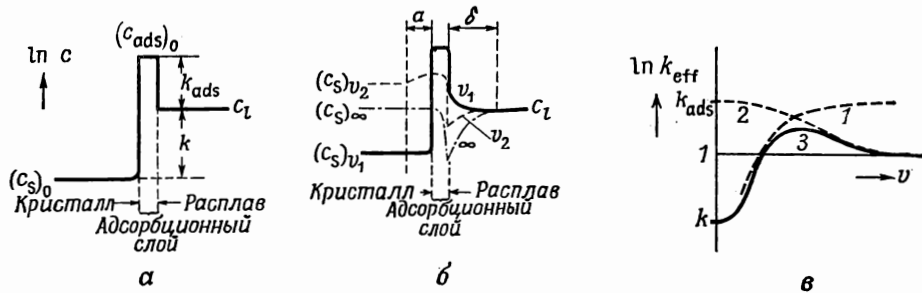 ln c
(c_ads)_0
k_ads
c_l
k
(c_s)_0
Кристалл
Расплав
Адсорбционный
слой
а
a
δ
(c_s)_{v_2}
(c_s)_∞
(c_s)_{v_1}
v_1
c_l
v_2
∞
Кристалл
Расплав
Адсорбционный
слой
б
ln k_eff
k_ads
2
1
3
1
v
k
в